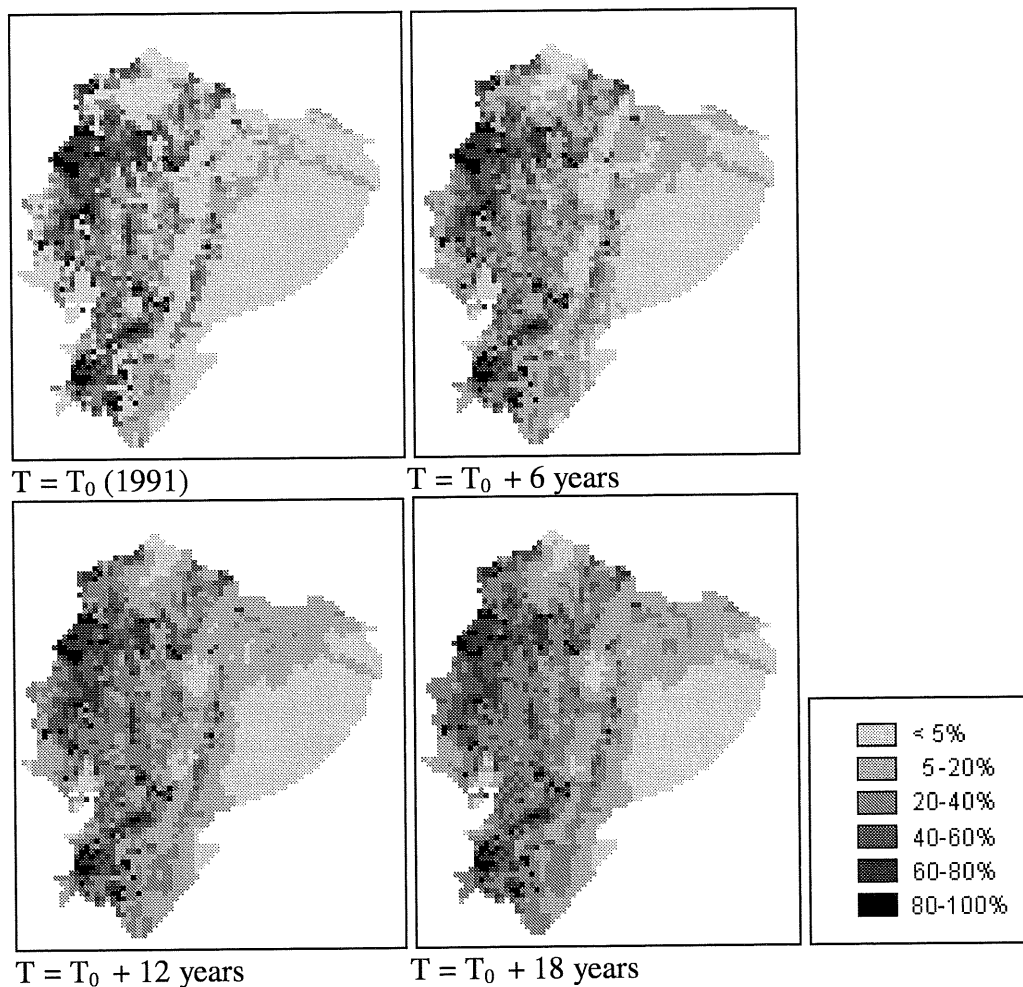 T = T₀ (1991)
T = T₀ + 6 years
T = T₀ + 12 years
T = T₀ + 18 years
< 5%
5-20%
20-40%
40-60%
60-80%
80-100%